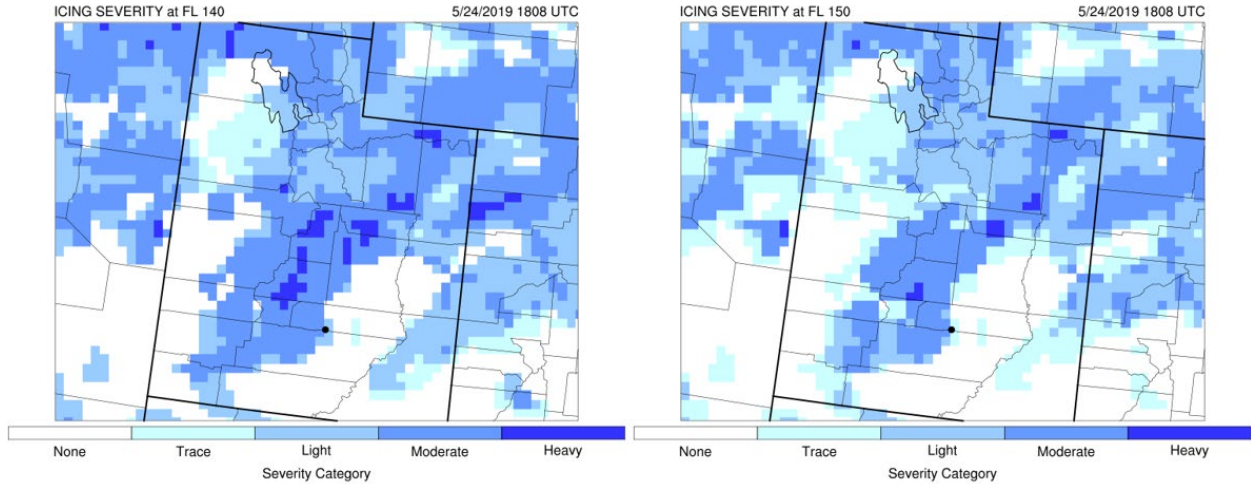 ICING SEVERITY at FL 140 5/24/2019 1808 UTC
None Trace Light Moderate Heavy
Severity Category
ICING SEVERITY at FL 150 5/24/2019 1808 UTC
None Trace Light Moderate Heavy
Severity Category